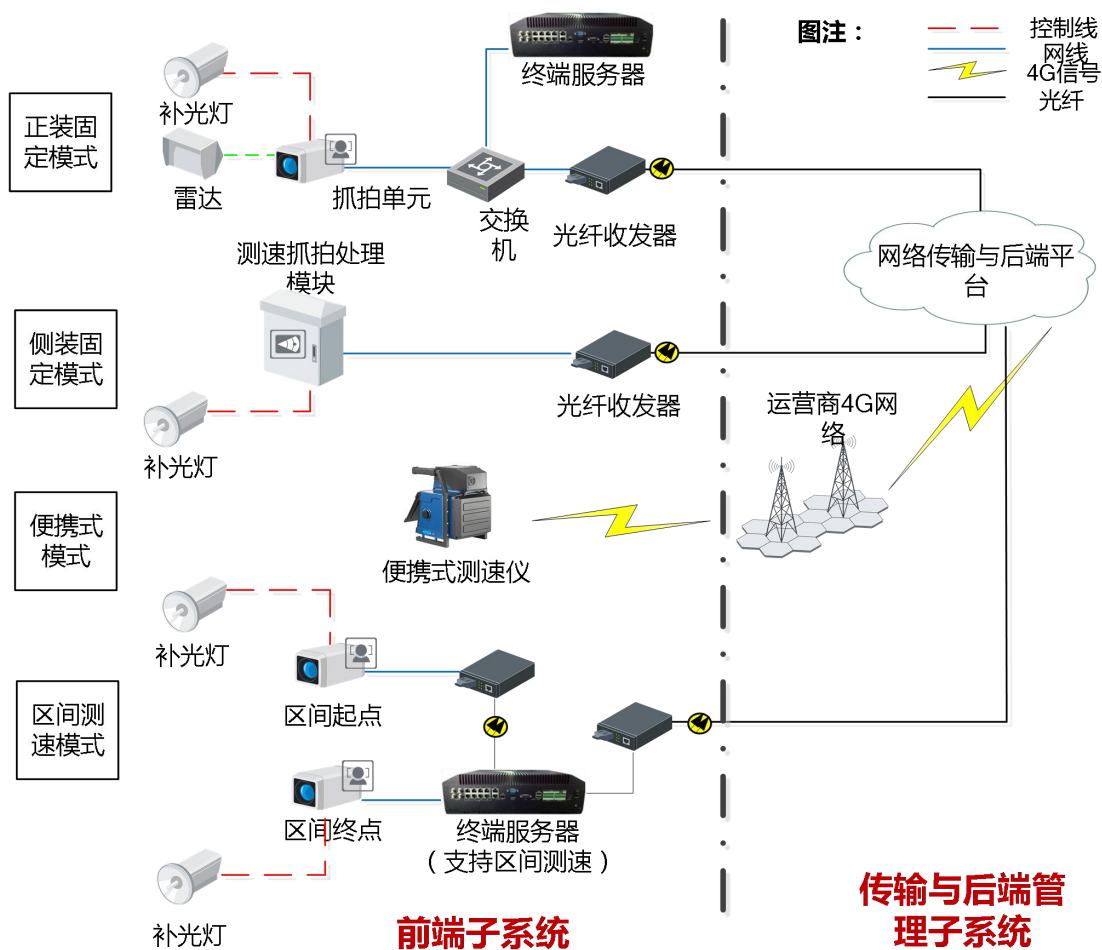 图注：
控制线
网线
4G信号
光纤
终端服务器
补光灯
正装固
定模式
雷达
抓拍单元
交换
机
光纤收发器
测速抓拍处理
模块
网络传输与后端平
台
侧装固
定模式
光纤收发器
运营商4G网
络
补光灯
便携式
模式
便携式测速仪
补光灯
区间起点
区间测
速模式
区间终点
终端服务器
（支持区间测速）
补光灯
前端子系统
传输与后端管
理子系统